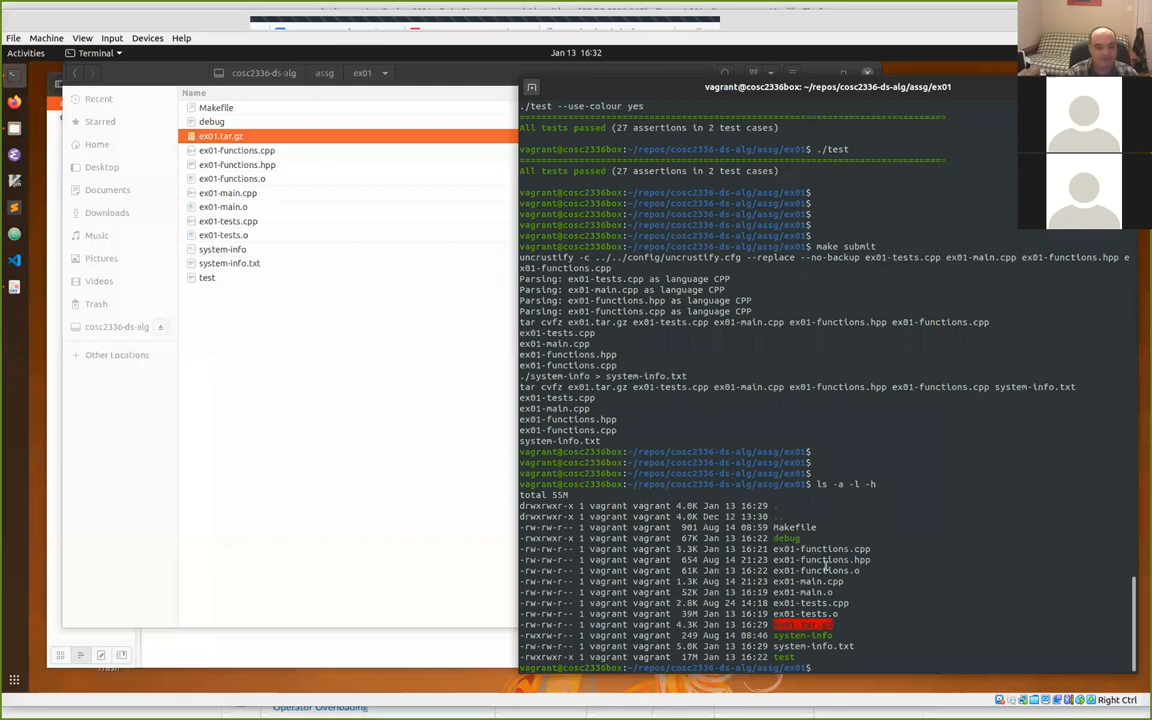 File Machine View Input Devices Help
Activities Terminal Jan 13 16:32
cosc2336-ds-alg assg ex01
vagrant@cosc2336box: ~/repos/cosc2336-ds-alg/assg/ex01
Recent
Starred
Home
Desktop
Documents
Downloads
Music
Pictures
Videos
Trash
cosc2336-ds-alg
Other Locations
Name
Makefile
debug
ex01.tar.gz
ex01-functions.cpp
ex01-functions.hpp
ex01-functions.o
ex01-main.cpp
ex01-main.o
ex01-tests.cpp
ex01-tests.o
system-info
system-info.txt
test
./test --use-colour yes
===============================================================================
All tests passed (27 assertions in 2 test cases)
vagrant@cosc2336box:~/repos/cosc2336-ds-alg/assg/ex01$ ./test
===============================================================================
All tests passed (27 assertions in 2 test cases)
vagrant@cosc2336box:~/repos/cosc2336-ds-alg/assg/ex01$
vagrant@cosc2336box:~/repos/cosc2336-ds-alg/assg/ex01$
vagrant@cosc2336box:~/repos/cosc2336-ds-alg/assg/ex01$
vagrant@cosc2336box:~/repos/cosc2336-ds-alg/assg/ex01$
vagrant@cosc2336box:~/repos/cosc2336-ds-alg/assg/ex01$
vagrant@cosc2336box:~/repos/cosc2336-ds-alg/assg/ex01$ make submit
uncrustify -c ../../config/uncrustify.cfg --replace --no-backup ex01-tests.cpp ex01-main.cpp ex01-functions.hpp e
x01-functions.cpp
Parsing: ex01-tests.cpp as language CPP
Parsing: ex01-main.cpp as language CPP
Parsing: ex01-functions.hpp as language CPP
Parsing: ex01-functions.cpp as language CPP
tar cvfz ex01.tar.gz ex01-tests.cpp ex01-main.cpp ex01-functions.hpp ex01-functions.cpp
ex01-tests.cpp
ex01-main.cpp
ex01-functions.hpp
ex01-functions.cpp
./system-info > system-info.txt
tar cvfz ex01.tar.gz ex01-tests.cpp ex01-main.cpp ex01-functions.hpp ex01-functions.cpp system-info.txt
ex01-tests.cpp
ex01-main.cpp
ex01-functions.hpp
ex01-functions.cpp
system-info.txt
vagrant@cosc2336box:~/repos/cosc2336-ds-alg/assg/ex01$
vagrant@cosc2336box:~/repos/cosc2336-ds-alg/assg/ex01$
vagrant@cosc2336box:~/repos/cosc2336-ds-alg/assg/ex01$
vagrant@cosc2336box:~/repos/cosc2336-ds-alg/assg/ex01$ ls -a -l -h
total 55M
drwxrwxr-x 1 vagrant vagrant 4.0K Jan 13 16:29 .
drwxrwxr-x 1 vagrant vagrant 4.0K Dec 12 13:30 ..
-rw-rw-r-- 1 vagrant vagrant 901 Aug 14 08:59 Makefile
-rwxrwxr-x 1 vagrant vagrant 67K Jan 13 16:22 debug
-rw-rw-r-- 1 vagrant vagrant 3.3K Jan 13 16:21 ex01-functions.cpp
-rw-rw-r-- 1 vagrant vagrant 654 Aug 14 21:23 ex01-functions.hpp
-rw-rw-r-- 1 vagrant vagrant 61K Jan 13 16:22 ex01-functions.o
-rw-rw-r-- 1 vagrant vagrant 1.3K Aug 14 21:23 ex01-main.cpp
-rw-rw-r-- 1 vagrant vagrant 52K Jan 13 16:19 ex01-main.o
-rw-rw-r-- 1 vagrant vagrant 2.8K Aug 24 14:18 ex01-tests.cpp
-rw-rw-r-- 1 vagrant vagrant 39M Jan 13 16:19 ex01-tests.o
-rw-rw-r-- 1 vagrant vagrant 4.3K Jan 13 16:29 ex01.tar.gz
-rwxrwxr-x 1 vagrant vagrant 249 Aug 14 08:46 system-info
-rw-rw-r-- 1 vagrant vagrant 5.0K Jan 13 16:29 system-info.txt
-rwxrwxr-x 1 vagrant vagrant 17M Jan 13 16:22 test
vagrant@cosc2336box:~/repos/cosc2336-ds-alg/assg/ex01$
Right Ctrl
Operator Overloading